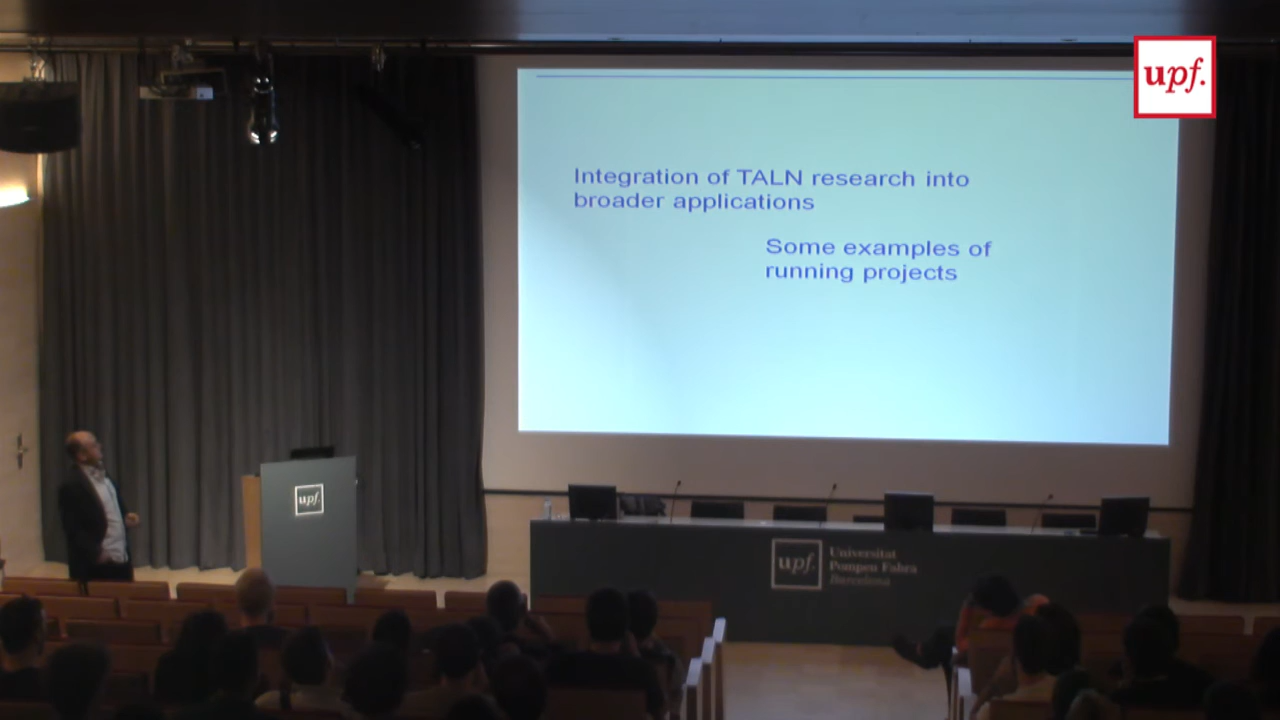 upf.
Integration of TALN research into
broader applications
Some examples of
running projects
upf.
upf.
Universitat
Pompeu Fabra
Barcelona